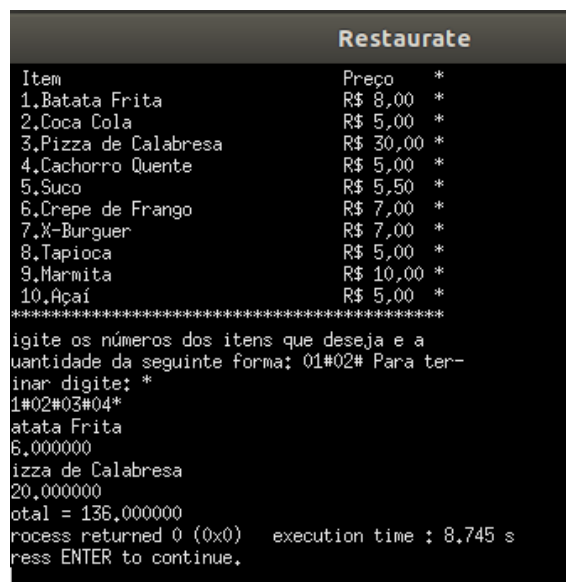 Restaurate
Item Preço *
1.Batata Frita R$ 8,00 *
2.Coca Cola R$ 5,00 *
3.Pizza de Calabresa R$ 30,00 *
4.Cachorro Quente R$ 5,00 *
5.Suco R$ 5,50 *
6.Crepe de Frango R$ 7,00 *
7.X-Burguer R$ 7,00 *
8.Tapioca R$ 5,00 *
9.Marmita R$ 10,00 *
10.Açaí R$ 5,00 *
*******************************************
igite os números dos itens que deseja e a
uantidade da seguinte forma: 01#02# Para ter-
inar digite: *
1#02#03#04*
atata Frita
6.000000
izza de Calabresa
20.000000
otal = 136.000000
rocess returned 0 (0x0) execution time : 8.745 s
ress ENTER to continue.